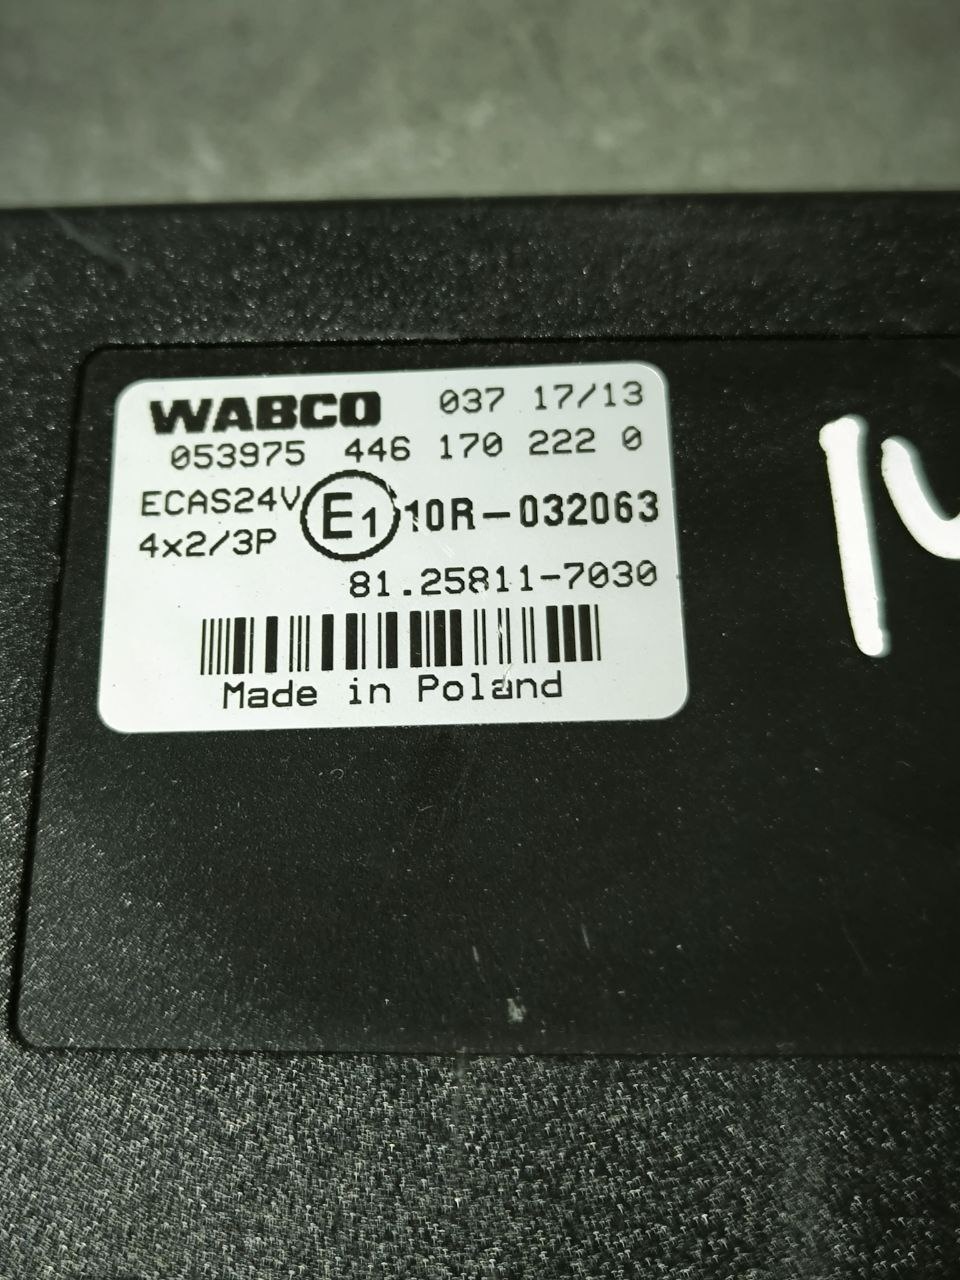 WABCO 037 17/13
053975 446 170 222 0
ECAS24V E1 10R-032063
4x2/3P
81.25811-7030
Made in Poland